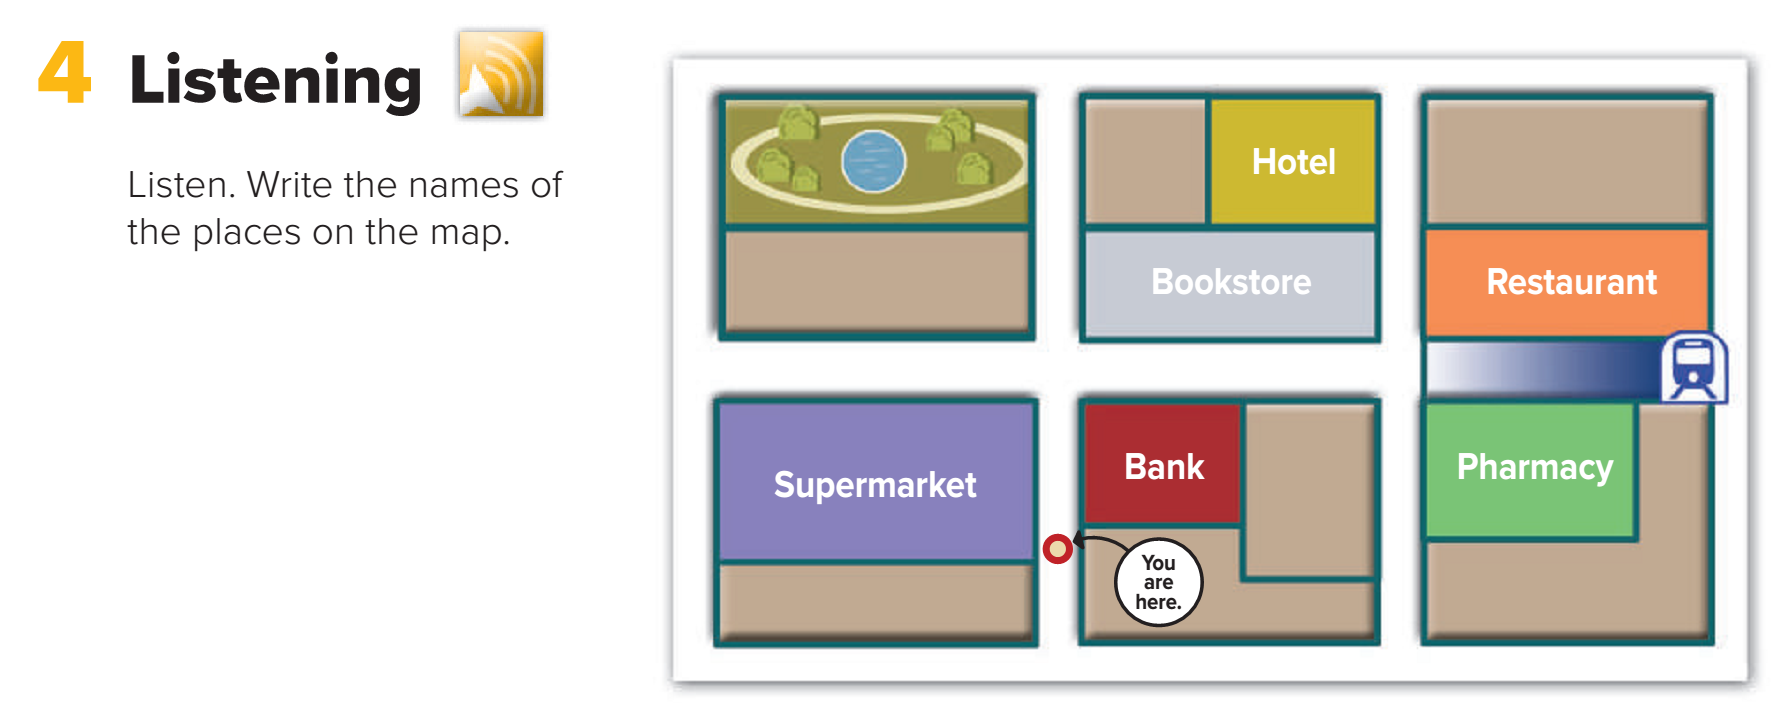 4 Listening
Listen. Write the names of
the places on the map.
Hotel
Bookstore
Restaurant
Supermarket
Bank
Pharmacy
You
are
here.